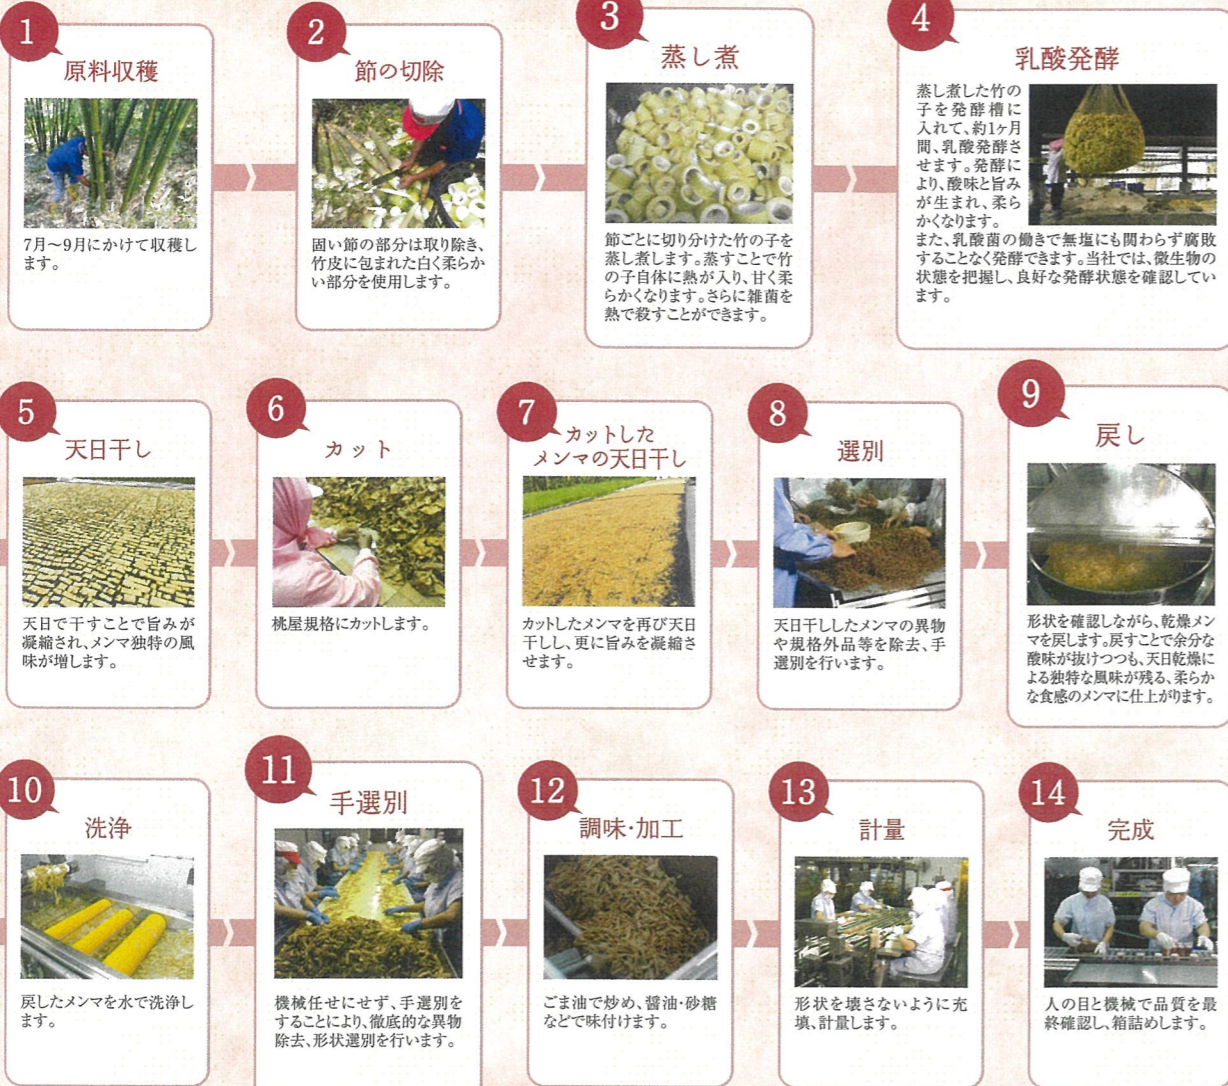 1
原料収穫
7月～9月にかけて収穫し
ます。
2
節の切除
固い節の部分は取り除き、
竹皮に包まれた白く柔らか
い部分を使用します。
3
蒸し煮
節ごとに切り分けた竹の子を
蒸し煮します。蒸すことで竹
の子自体に熱が入り、甘く柔
らかくなります。さらに雑菌を
熱で殺すことができます。
4
乳酸発酵
蒸し煮した竹の
子を発酵槽に
入れて、約1ヶ月
間、乳酸発酵さ
せます。発酵に
より、酸味と旨み
が生まれ、柔ら
かくなります。
また、乳酸菌の働きで無塩にも関わらず腐敗
することなく発酵できます。当社では、微生物の
状態を把握し、良好な発酵状態を確認してい
ます。
5
天日干し
天日で干すことで旨みが
凝縮され、メンマ独特の風
味が増します。
6
カット
桃屋規格にカットします。
7
カットした
メンマの天日干し
カットしたメンマを再び天日
干しし、更に旨みを凝縮さ
せます。
8
選別
天日干ししたメンマの異物
や規格外品等を除去、手
選別を行います。
9
戻し
形状を確認しながら、乾燥メン
マを戻します。戻すことで余分な
酸味が抜けつつも、天日乾燥に
よる独特な風味が残る、柔らか
な食感のメンマに仕上がります。
10
洗浄
戻したメンマを水で洗浄し
ます。
11
手選別
機械任せにせず、手選別を
することにより、徹底的な異物
除去、形状選別を行います。
12
調味・加工
ごま油で炒め、醤油・砂糖
などで味付けます。
13
計量
形状を壊さないように充
填、計量します。
14
完成
人の目と機械で品質を最
終確認し、箱詰めします。